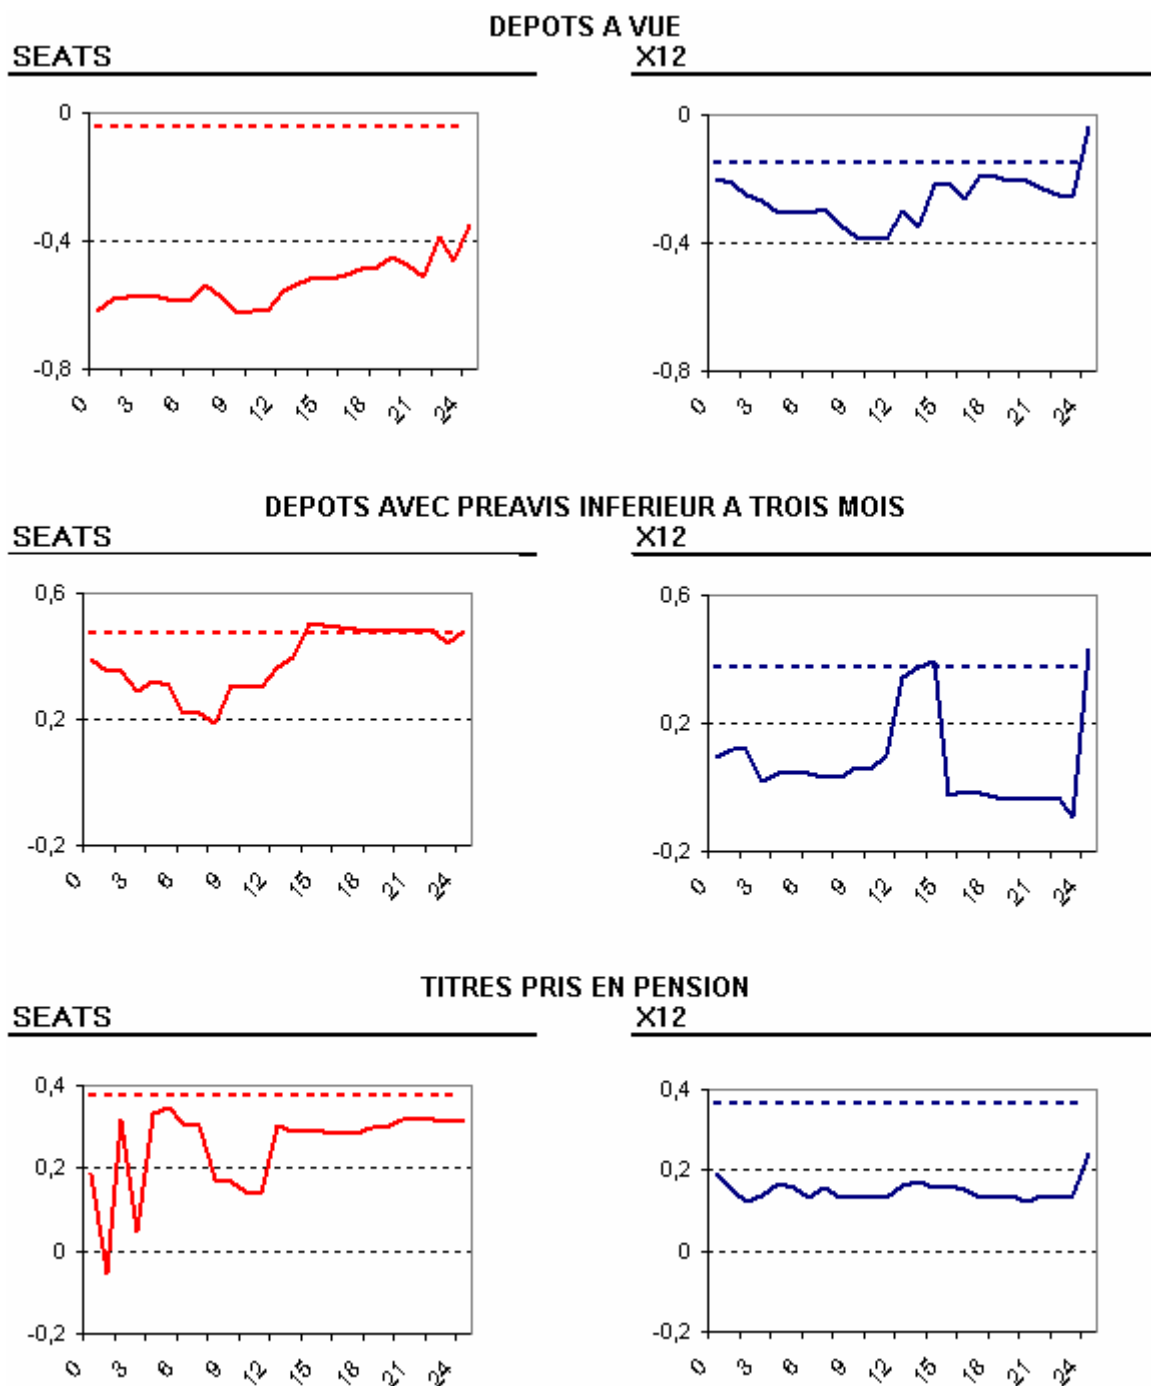 DEPOTS A VUE
SEATS
X12
0
-0,4
-0,8
0 3 6 9 12 15 18 21 24
0
-0,4
-0,8
0 3 6 9 12 15 18 21 24
DEPOTS AVEC PREAVIS INFERIEUR A TROIS MOIS
SEATS
X12
0,6
0,2
-0,2
0 3 6 9 12 15 18 21 24
0,6
0,2
-0,2
0 3 6 9 12 15 18 21 24
TITRES PRIS EN PENSION
SEATS
X12
0,4
0,2
0
-0,2
0 3 6 9 12 15 18 21 24
0,4
0,2
0
-0,2
0 3 6 9 12 15 18 21 24